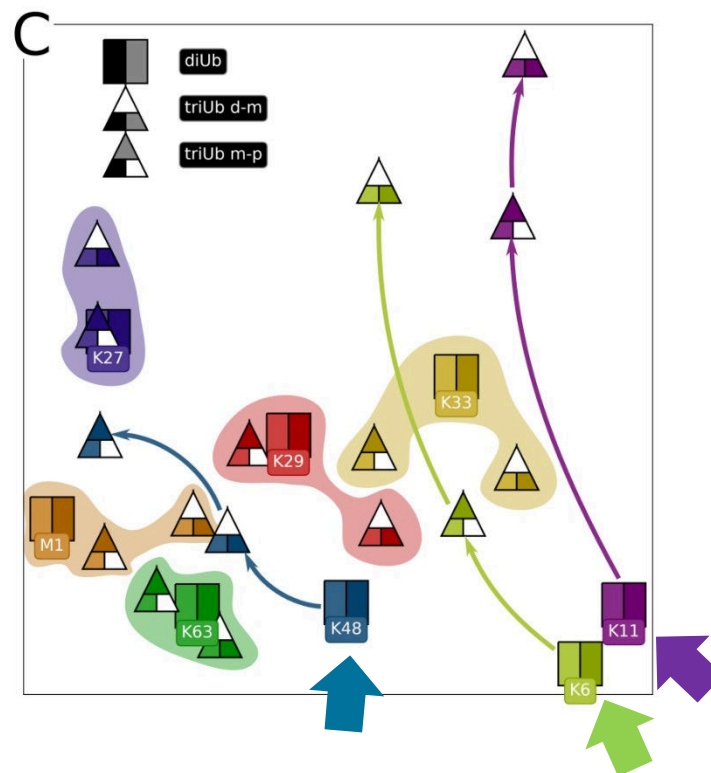 C
diUb
triUb d-m
triUb m-p
K27
K33
K29
M1
K63
K48
K11
K6